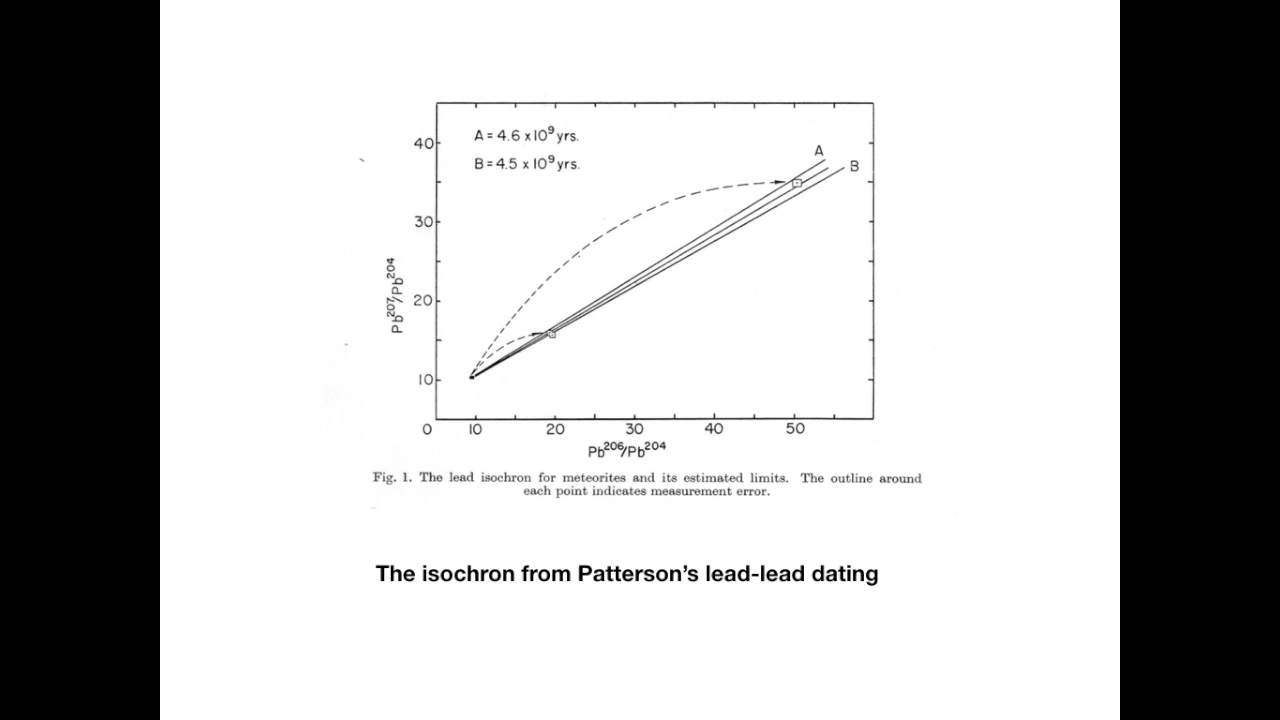 A = 4.6 x 10⁹ yrs.
B = 4.5 x 10⁹ yrs.
A
B
40
30
20
10
Pb²⁰⁷/Pb²⁰⁴
0 10 20 30 40 50
Pb²⁰⁶/Pb²⁰⁴
Fig. 1. The lead isochron for meteorites and its estimated limits. The outline around
each point indicates measurement error.
The isochron from Patterson’s lead-lead dating